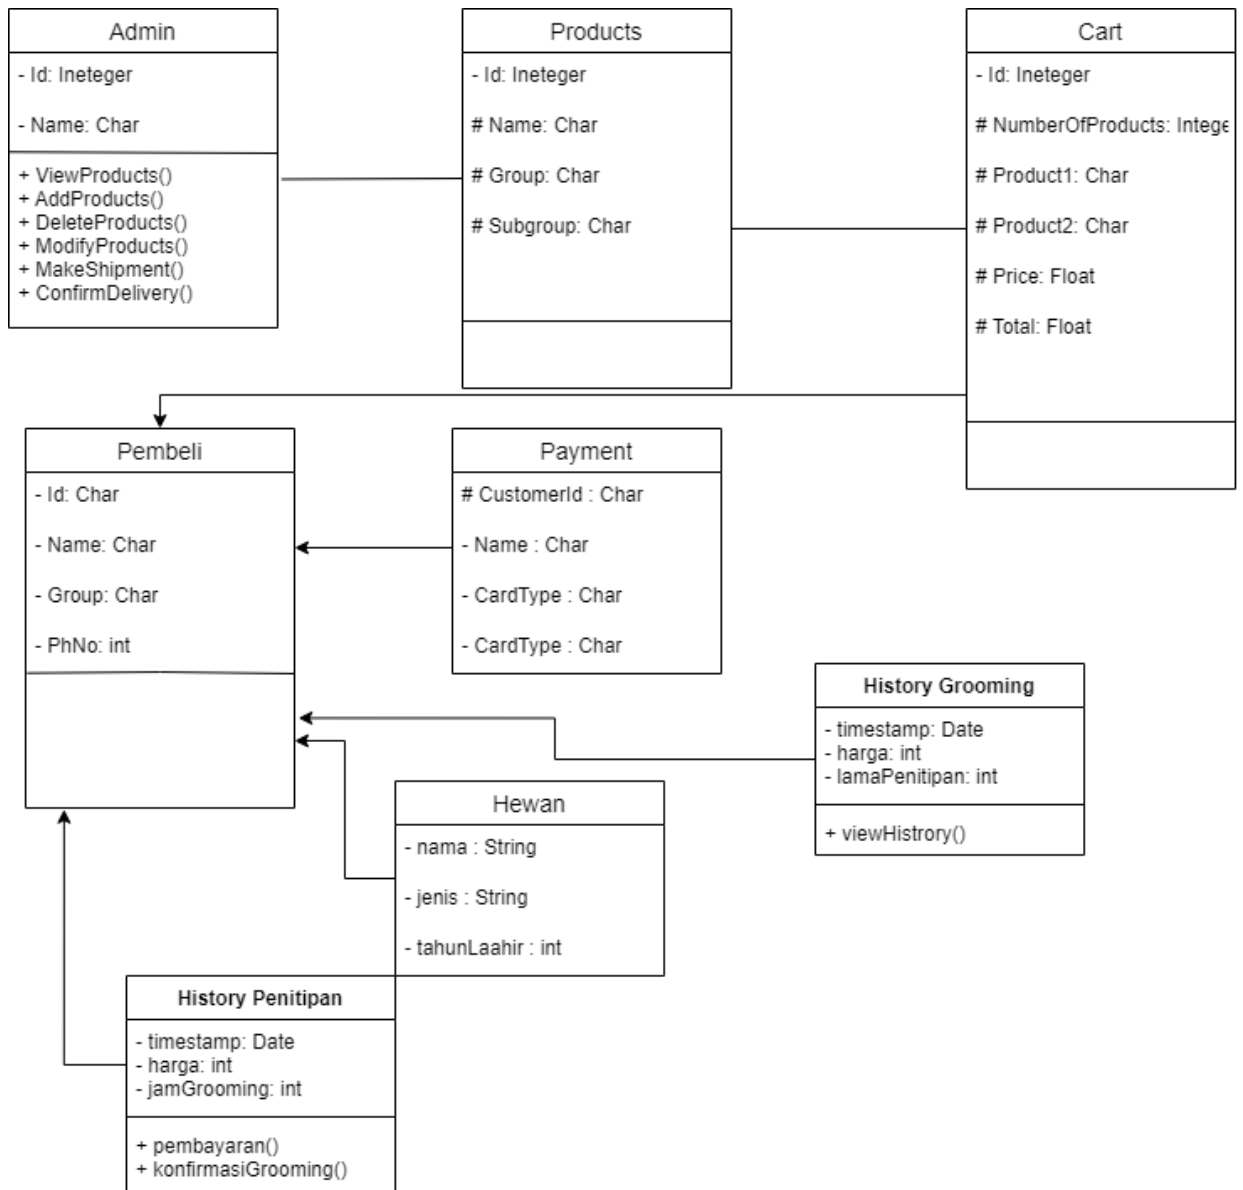 Admin
- Id: Ineteger
- Name: Char
+ ViewProducts()
+ AddProducts()
+ DeleteProducts()
+ ModifyProducts()
+ MakeShipment()
+ ConfirmDelivery()
Products
- Id: Ineteger
# Name: Char
# Group: Char
# Subgroup: Char
Cart
- Id: Ineteger
# NumberOfProducts: Intege
# Product1: Char
# Product2: Char
# Price: Float
# Total: Float
Pembeli
- Id: Char
- Name: Char
- Group: Char
- PhNo: int
Payment
# CustomerId : Char
- Name : Char
- CardType : Char
- CardType : Char
History Grooming
- timestamp: Date
- harga: int
- lamaPenitipan: int
+ viewHistrory()
Hewan
- nama : String
- jenis : String
- tahunLaahir : int
History Penitipan
- timestamp: Date
- harga: int
- jamGrooming: int
+ pembayaran()
+ konfirmasiGrooming()